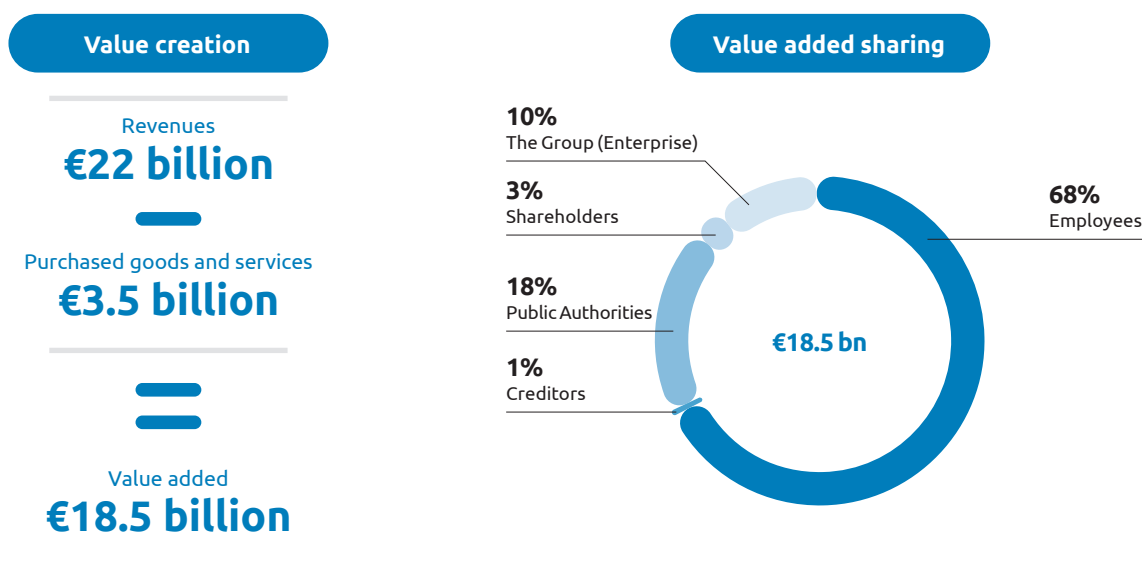 Value creation
Revenues
€22 billion
Purchased goods and services
€3.5 billion
Value added
€18.5 billion
Value added sharing
10%
The Group (Enterprise)
3%
Shareholders
18%
Public Authorities
1%
Creditors
68%
Employees
€18.5 bn